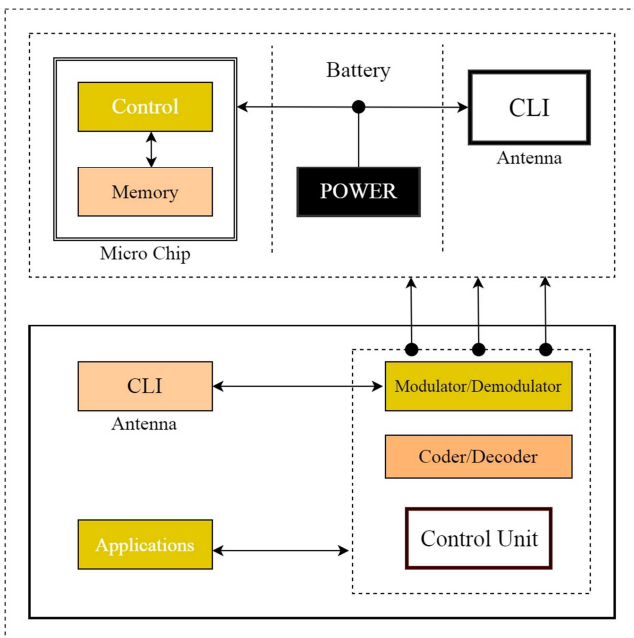 Battery
Control
CLI
Antenna
Memory
POWER
Micro Chip
CLI
Antenna
Modulator/Demodulator
Coder/Decoder
Applications
Control Unit